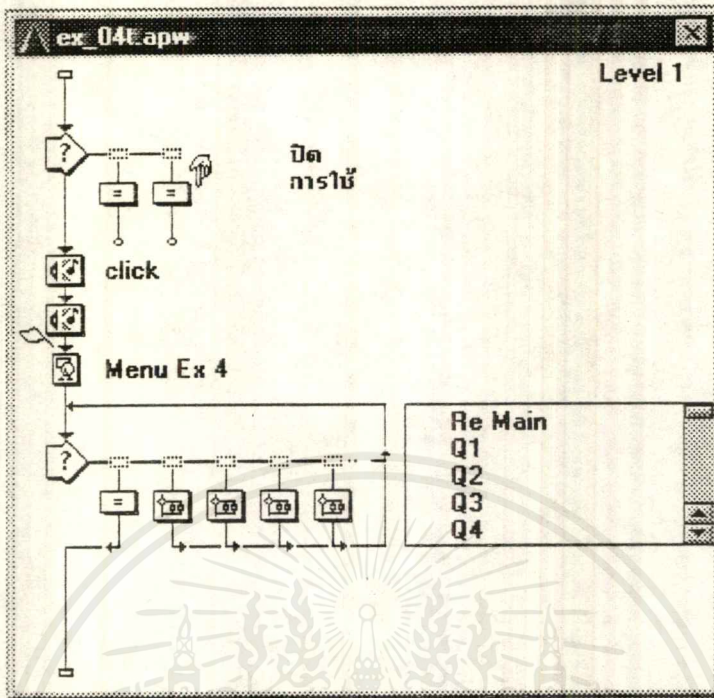 ex_04t.apw
Level 1
?
ปิด
การใช้
= =
click
Menu Ex 4
?
=
Re Main
Q1
Q2
Q3
Q4